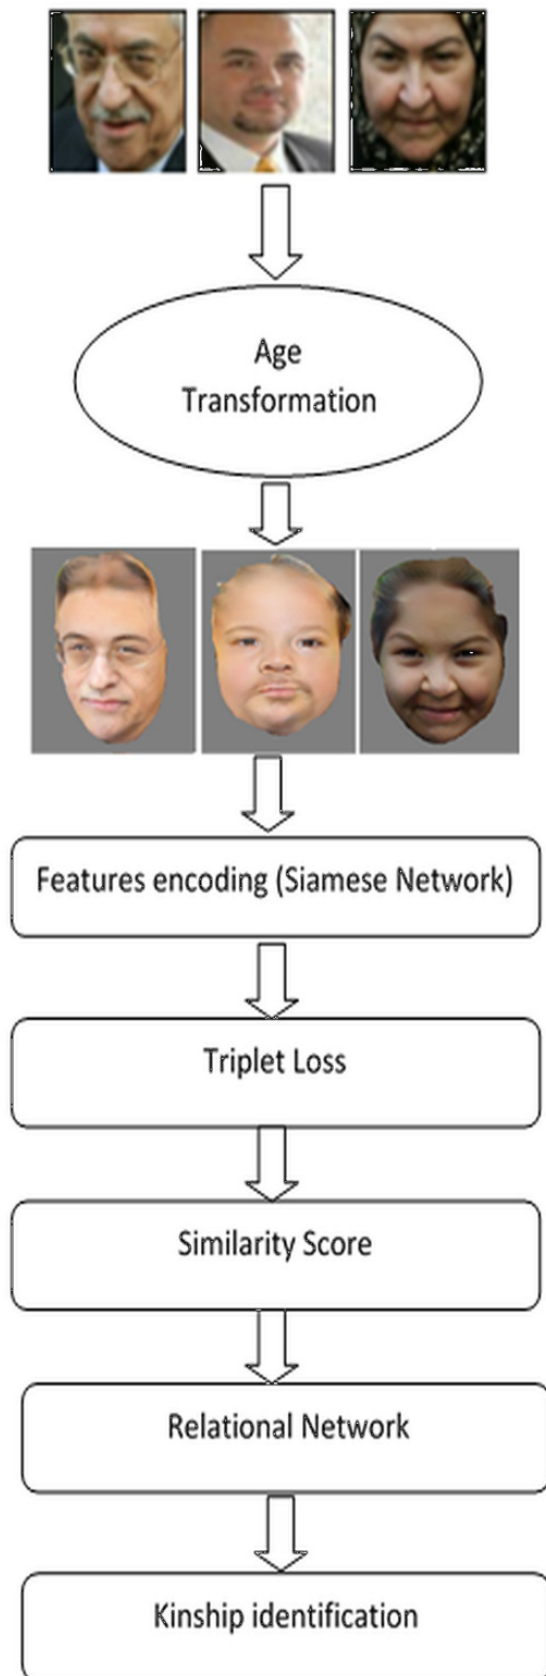 Age
Transformation
Features encoding (Siamese Network)
Triplet Loss
Similarity Score
Relational Network
Kinship identification